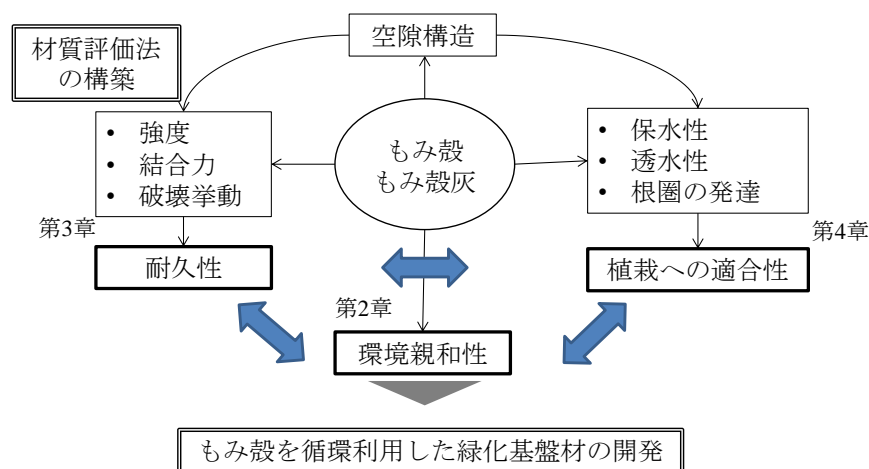 空隙構造
材質評価法
の構築
• 強度
• 結合力
• 破壊挙動
もみ殻
もみ殻灰
• 保水性
• 透水性
• 根圏の発達
第3章
耐久性
第4章
植栽への適合性
第2章
環境親和性
もみ殻を循環利用した緑化基盤材の開発